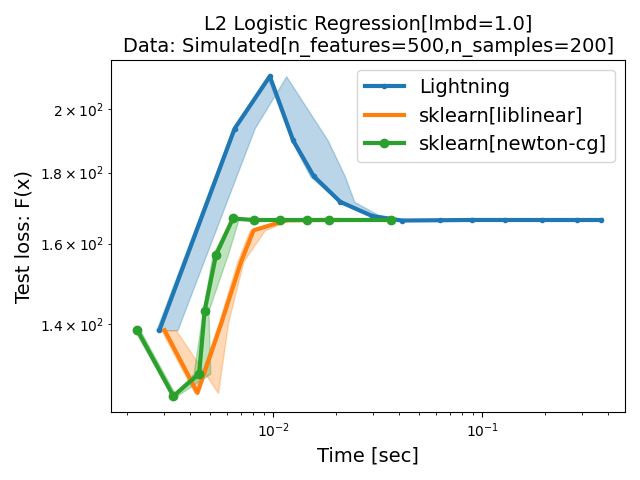 L2 Logistic Regression[lmbd=1.0]
Data: Simulated[n_features=500,n_samples=200]
Lightning
sklearn[liblinear]
sklearn[newton-cg]
Test loss: F(x)
2 × 10²
1.8 × 10²
1.6 × 10²
1.4 × 10²
10⁻² 10⁻¹
Time [sec]